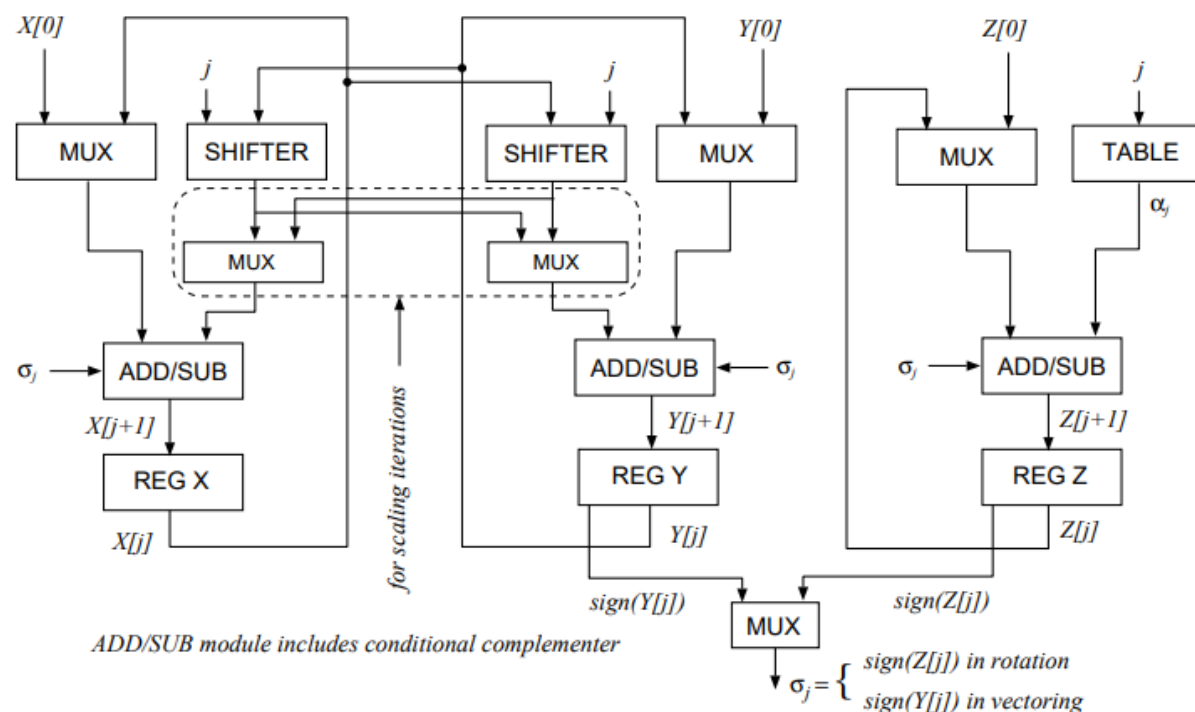 X[0]
Y[0]
Z[0]
j
j
j
MUX
SHIFTER
SHIFTER
MUX
MUX
TABLE
αj
MUX
MUX
σj
ADD/SUB
ADD/SUB
σj
σj
ADD/SUB
X[j+1]
Y[j+1]
Z[j+1]
REG X
REG Y
REG Z
X[j]
for scaling iterations
Y[j]
Z[j]
sign(Y[j])
sign(Z[j])
MUX
ADD/SUB module includes conditional complementer
σj = { sign(Z[j]) in rotation
sign(Y[j]) in vectoring